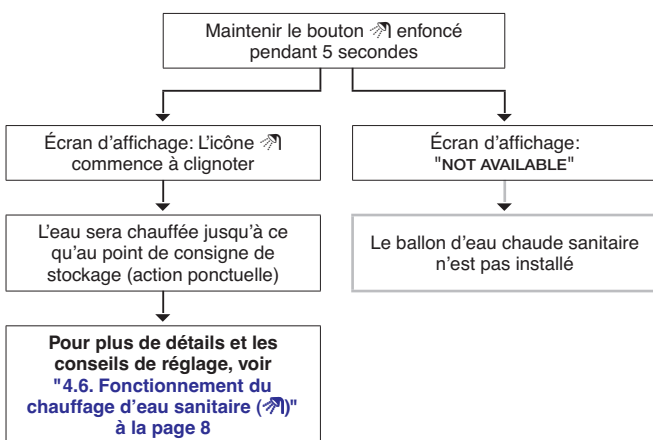 Maintenir le bouton enfoncé
pendant 5 secondes
Écran d'affichage: L'icône
commence à clignoter
Écran d'affichage:
"NOT AVAILABLE"
L'eau sera chauffée jusqu'à ce
qu'au point de consigne de
stockage (action ponctuelle)
Le ballon d'eau chaude sanitaire
n'est pas installé
Pour plus de détails et les
conseils de réglage, voir
"4.6. Fonctionnement du
chauffage d'eau sanitaire ()"
à la page 8